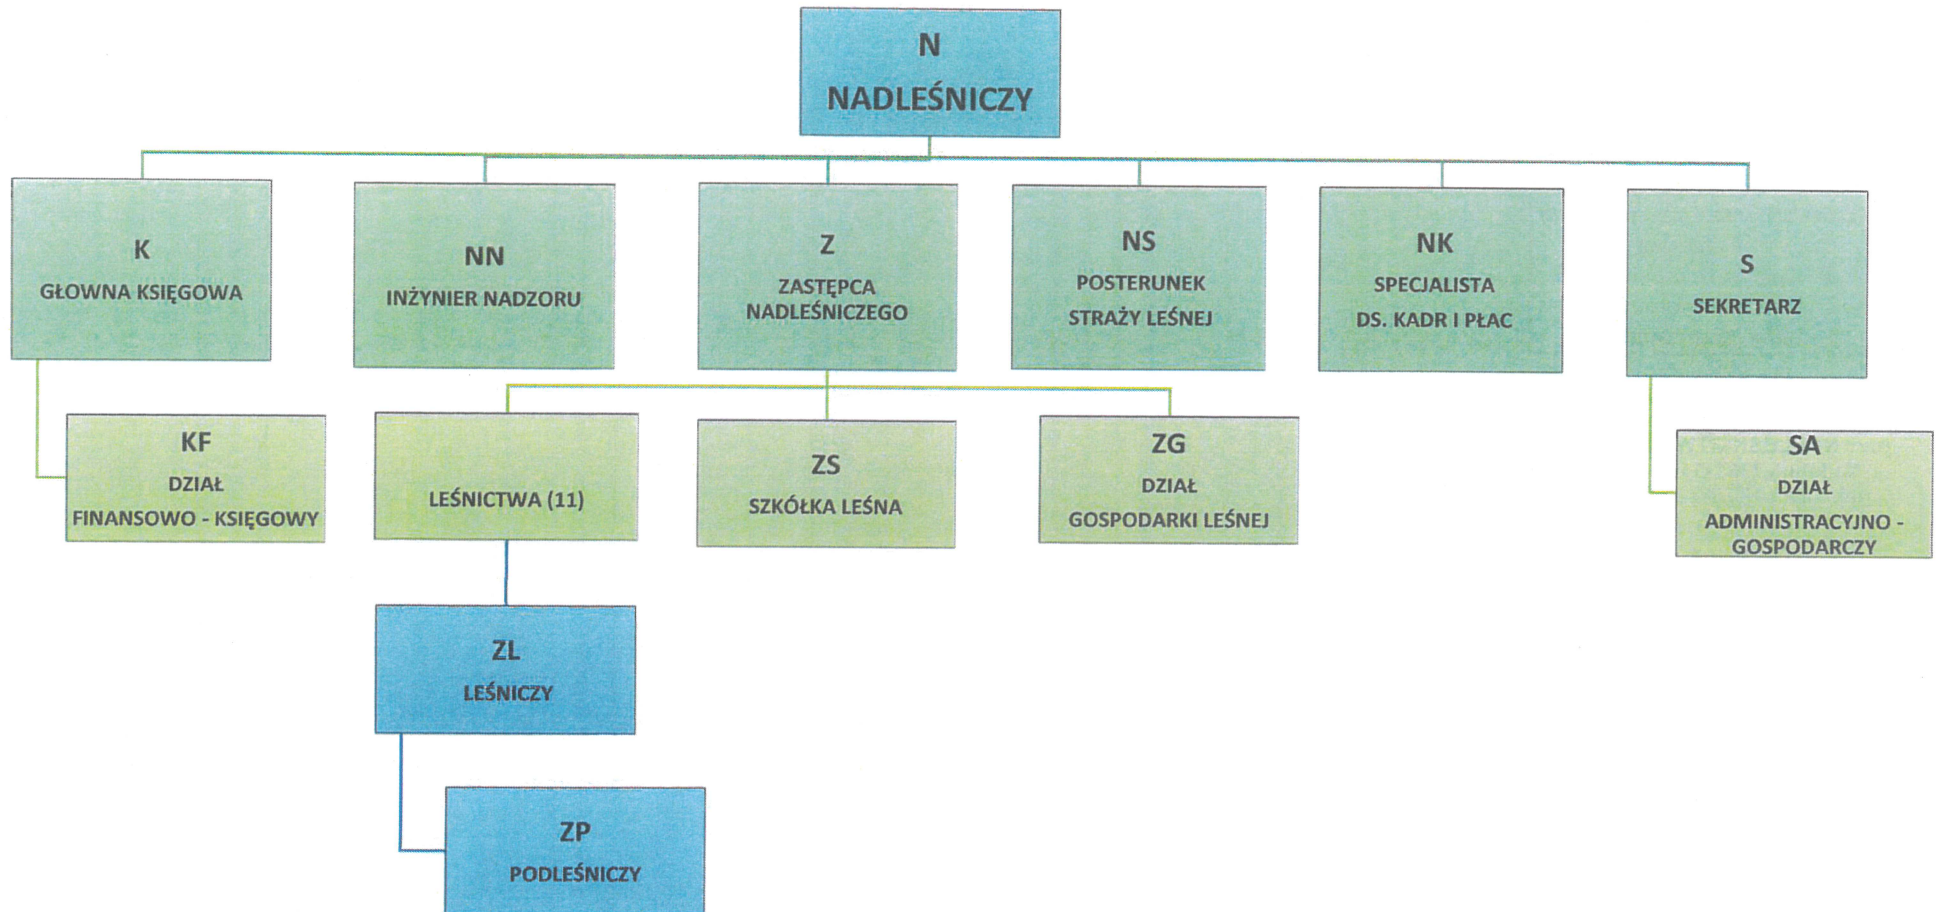 N
NADLEŚNICZY
K
GŁOWNA KSIĘGOWA
NN
INŻYNIER NADZORU
Z
ZASTĘPCA
NADLEŚNICZEGO
NS
POSTERUNEK
STRAŻY LEŚNEJ
NK
SPECJALISTA
DS. KADR I PŁAC
S
SEKRETARZ
KF
DZIAŁ
FINANSOWO - KSIĘGOWY
LEŚNICTWA (11)
ZS
SZKÓŁKA LEŚNA
ZG
DZIAŁ
GOSPODARKI LEŚNEJ
SA
DZIAŁ
ADMINISTRACYJNO -
GOSPODARCZY
ZL
LEŚNICZY
ZP
PODLEŚNICZY